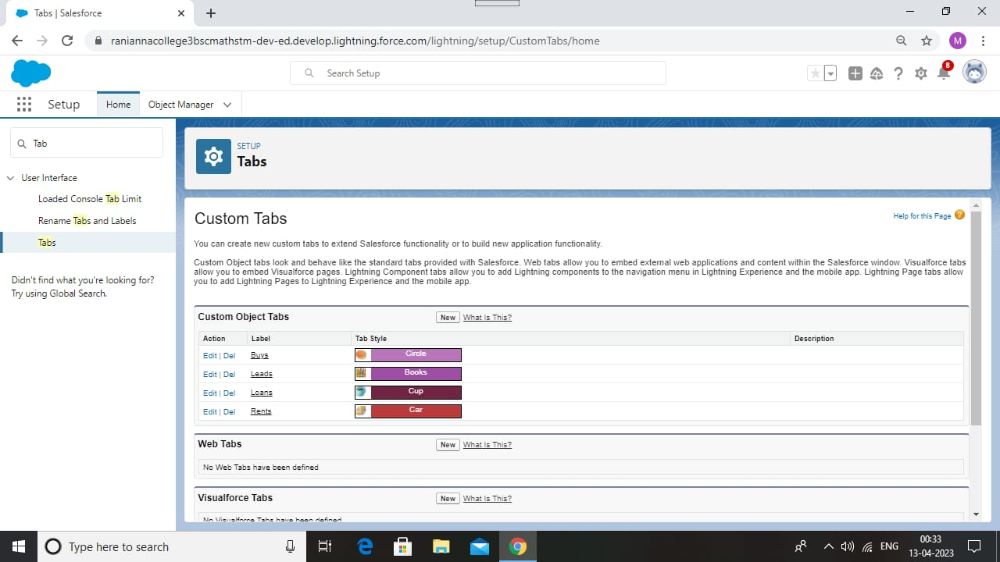 Tabs | Salesforce
raniannacollege3bscmathstm-dev-ed.develop.lightning.force.com/lightning/setup/CustomTabs/home
M
Search Setup
8
Setup
Home
Object Manager
Tab
User Interface
Loaded Console Tab Limit
Rename Tabs and Labels
Tabs
Didn't find what you're looking for?
Try using Global Search.
SETUP
Tabs
Custom Tabs
Help for this Page
You can create new custom tabs to extend Salesforce functionality or to build new application functionality.
Custom Object tabs look and behave like the standard tabs provided with Salesforce. Web tabs allow you to embed external web applications and content within the Salesforce window. Visualforce tabs
allow you to embed Visualforce pages. Lightning Component tabs allow you to add Lightning components to the navigation menu in Lightning Experience and the mobile app. Lightning Page tabs allow
you to add Lightning Pages to Lightning Experience and the mobile app.
Custom Object Tabs New What Is This?
Action Label Tab Style Description
Edit | Del Buys Circle
Edit | Del Leads Books
Edit | Del Loans Cup
Edit | Del Rents Car
Web Tabs New What Is This?
No Web Tabs have been defined
Visualforce Tabs New What Is This?
No Visualforce Tabs have been defined
Type here to search
ENG
00:33
13-04-2023